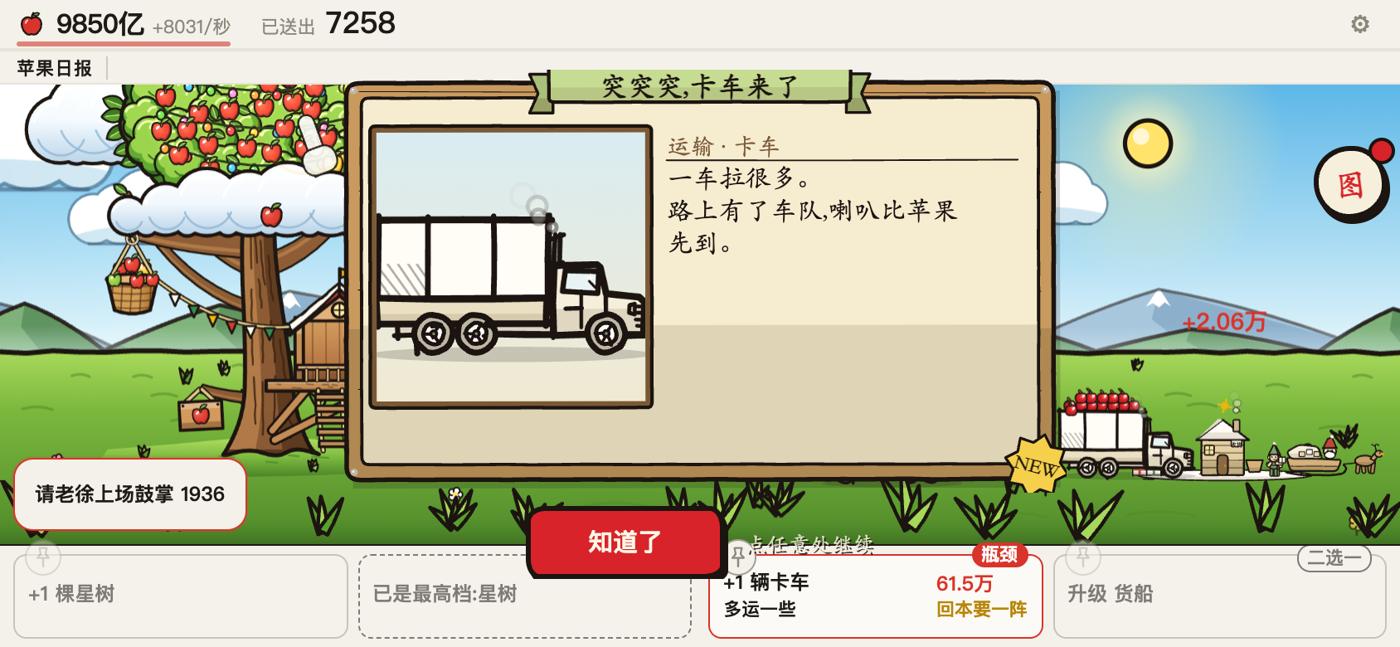 9850亿 +8031/秒 已送出 7258
苹果日报
突突突,卡车来了
运输·卡车
一车拉很多。
路上有了车队,喇叭比苹果
先到。
图
+2.06万
NEW
请老徐上场鼓掌 1936
知道了
点任意处继续
+1 棵星树
已是最高档:星树
瓶颈
+1 辆卡车 61.5万
多运一些 回本要一阵
二选一
升级 货船